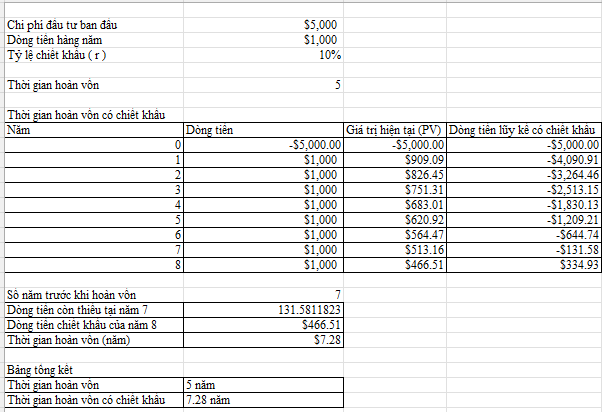 Chi phí đầu tư ban đầu $5,000
Dòng tiền hàng năm $1,000
Tỷ lệ chiết khấu ( r ) 10%
Thời gian hoàn vốn 5
Thời gian hoàn vốn có chiết khấu
Năm Dòng tiền Giá trị hiện tại (PV) Dòng tiền lũy kế có chiết khấu
0 -$5,000.00 -$5,000.00 -$5,000.00
1 $1,000 $909.09 -$4,090.91
2 $1,000 $826.45 -$3,264.46
3 $1,000 $751.31 -$2,513.15
4 $1,000 $683.01 -$1,830.13
5 $1,000 $620.92 -$1,209.21
6 $1,000 $564.47 -$644.74
7 $1,000 $513.16 -$131.58
8 $1,000 $466.51 $334.93
Số năm trước khi hoàn vốn 7
Dòng tiền còn thiếu tại năm 7 131.5811823
Dòng tiền chiết khấu của năm 8 $466.51
Thời gian hoàn vốn (năm) $7.28
Bảng tổng kết
Thời gian hoàn vốn 5 năm
Thời gian hoàn vốn có chiết khấu 7.28 năm